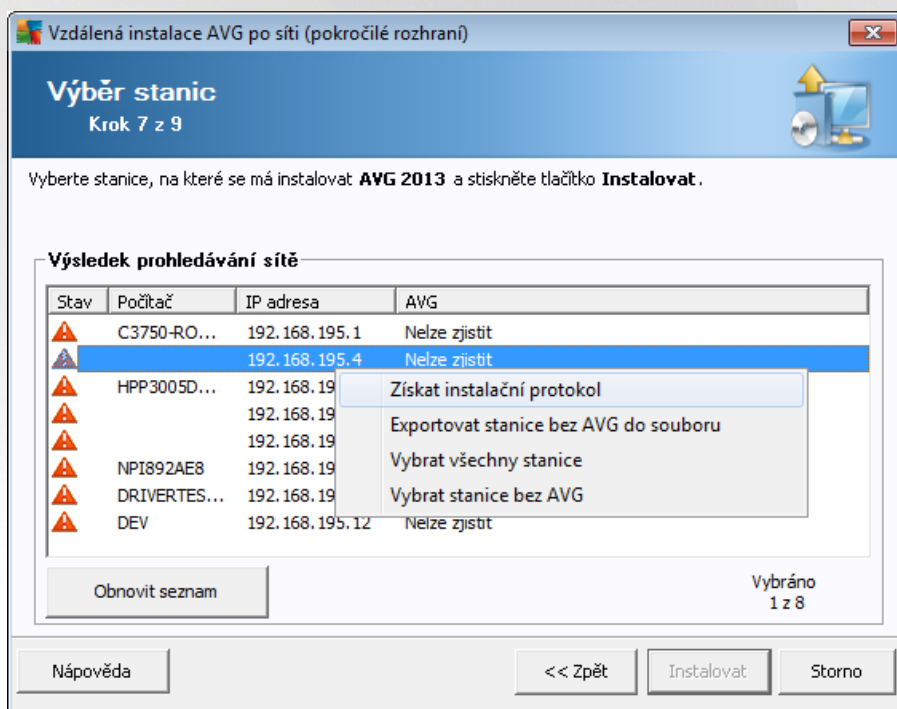 Vzdálená instalace AVG po síti (pokročilé rozhraní)
Výběr stanic
Krok 7 z 9
Vyberte stanice, na které se má instalovat AVG 2013 a stiskněte tlačítko Instalovat.
Výsledek prohledávání sítě
Stav Počítač IP adresa AVG
C3750-RO... 192.168.195.1 Nelze zjistit
192.168.195.4 Nelze zjistit
HPP3005D... 192.168.19
192.168.19
192.168.19
NPI892AE8 192.168.19
DRIVERTES... 192.168.19
DEV 192.168.195.12 Nelze zjistit
Získat instalační protokol
Exportovat stanice bez AVG do souboru
Vybrat všechny stanice
Vybrat stanice bez AVG
Obnovit seznam
Vybráno
1 z 8
Nápověda << Zpět Instalovat Storno